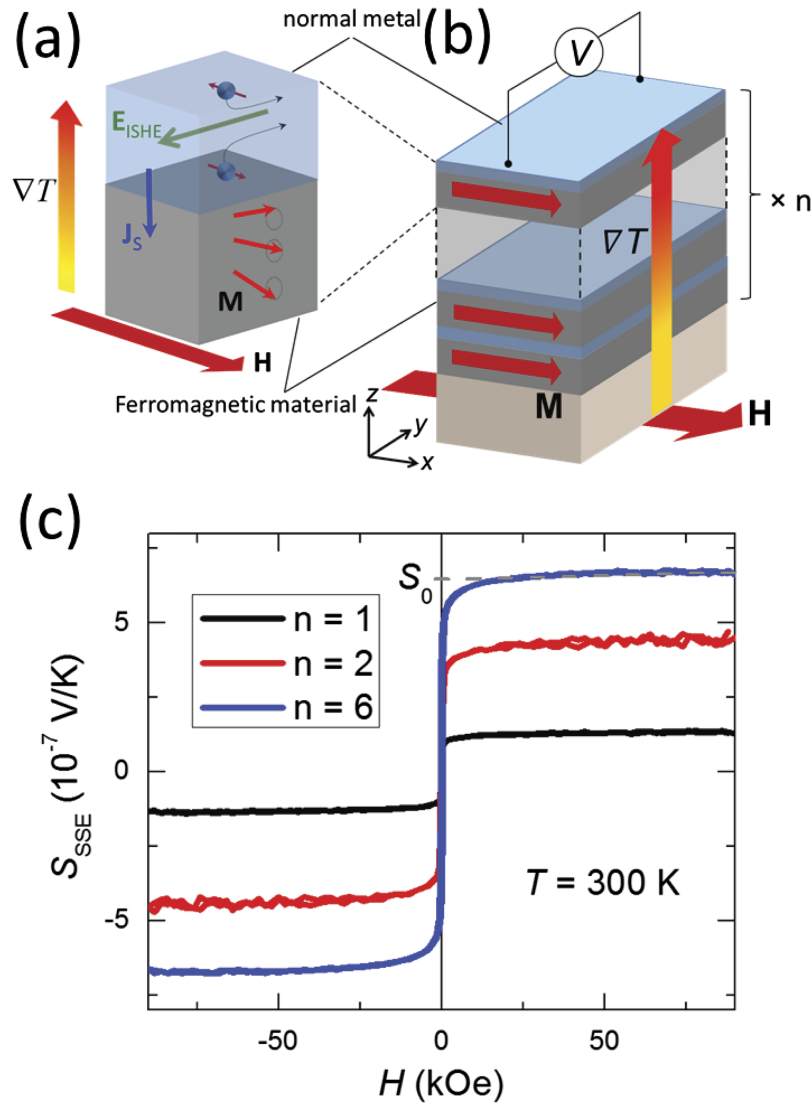 (a)
normal metal
(b)
V
E_ISHE
∇T
J_S
M
H
× n
∇T
M
H
Ferromagnetic material
z
y
x
(c)
S_0
n = 1
n = 2
n = 6
5
0
-5
S_SSE (10^-7 V/K)
T = 300 K
-50
0
50
H (kOe)